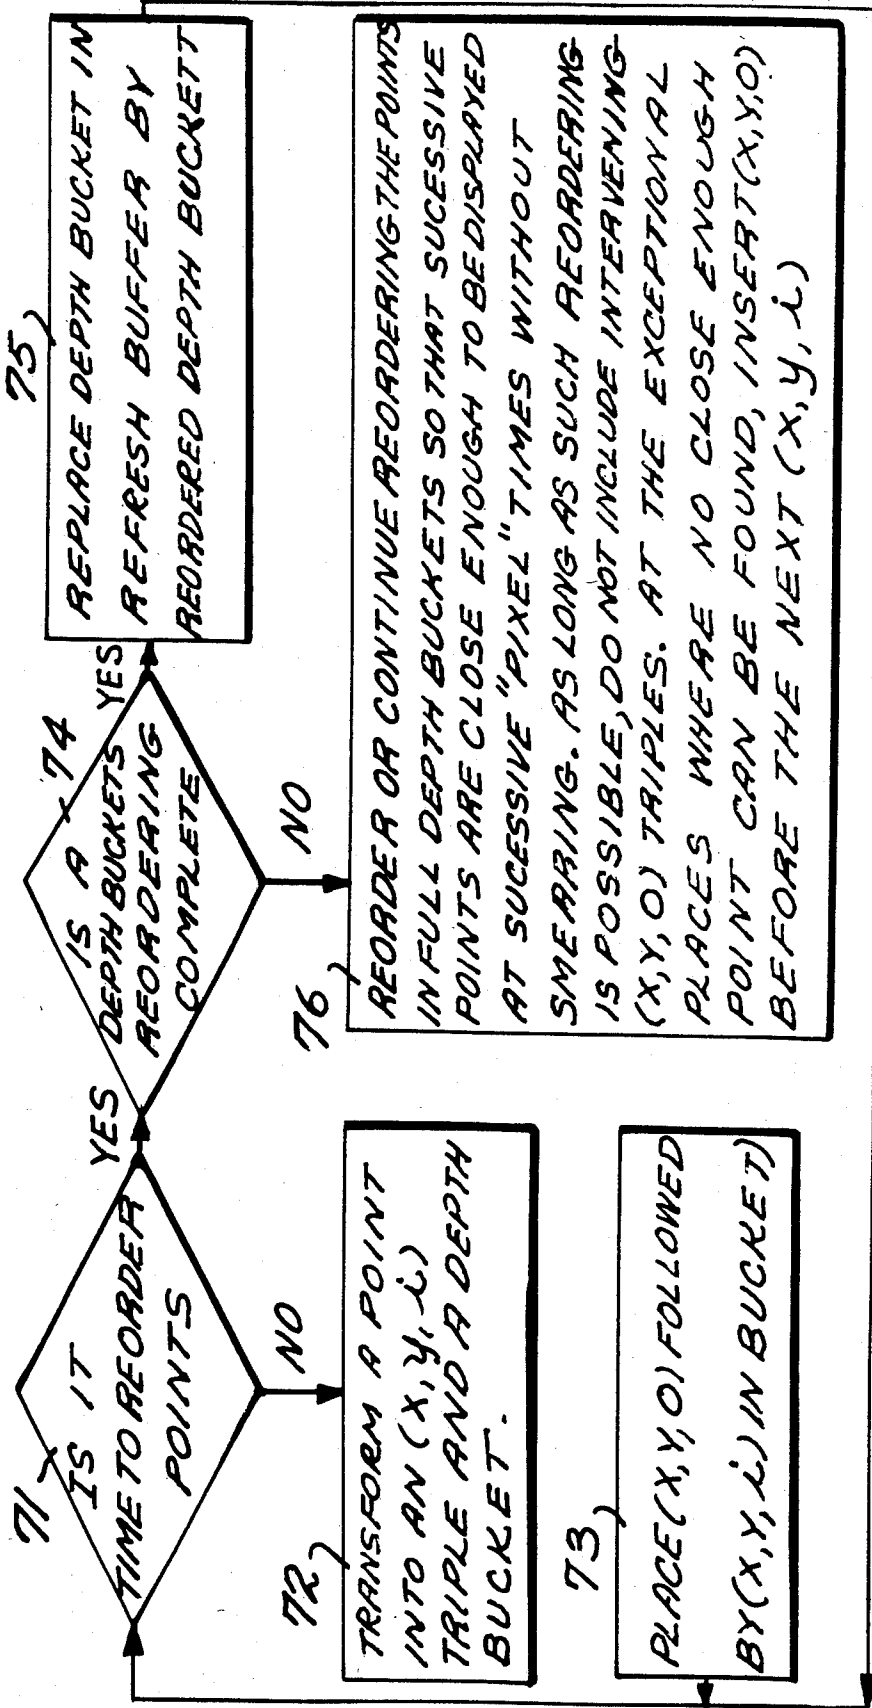 71
IS IT
TIME TO REORDER
POINTS
YES
NO
72
TRANSFORM A POINT
INTO AN (X, y, i)
TRIPLE AND A DEPTH
BUCKET.
73
PLACE (X,Y,O) FOLLOWED
BY (X,Y,i) IN BUCKET)
74
IS A
DEPTH BUCKETS
REORDERING
COMPLETE
YES
NO
75
REPLACE DEPTH BUCKET IN
REFRESH BUFFER BY
REORDERED DEPTH BUCKETT
76
REORDER OR CONTINUE REORDERING THE POINTS
IN FULL DEPTH BUCKETS SO THAT SUCESSIVE
POINTS ARE CLOSE ENOUGH TO BE DISPLAYED
AT SUCESSIVE "PIXEL" TIMES WITHOUT
SMEARING. AS LONG AS SUCH REORDERING
IS POSSIBLE, DO NOT INCLUDE INTERVENING
(X,Y,O) TRIPLES. AT THE EXCEPTIONAL
PLACES WHERE NO CLOSE ENOUGH
POINT CAN BE FOUND, INSERT (X,Y,O)
BEFORE THE NEXT (X, y, i)